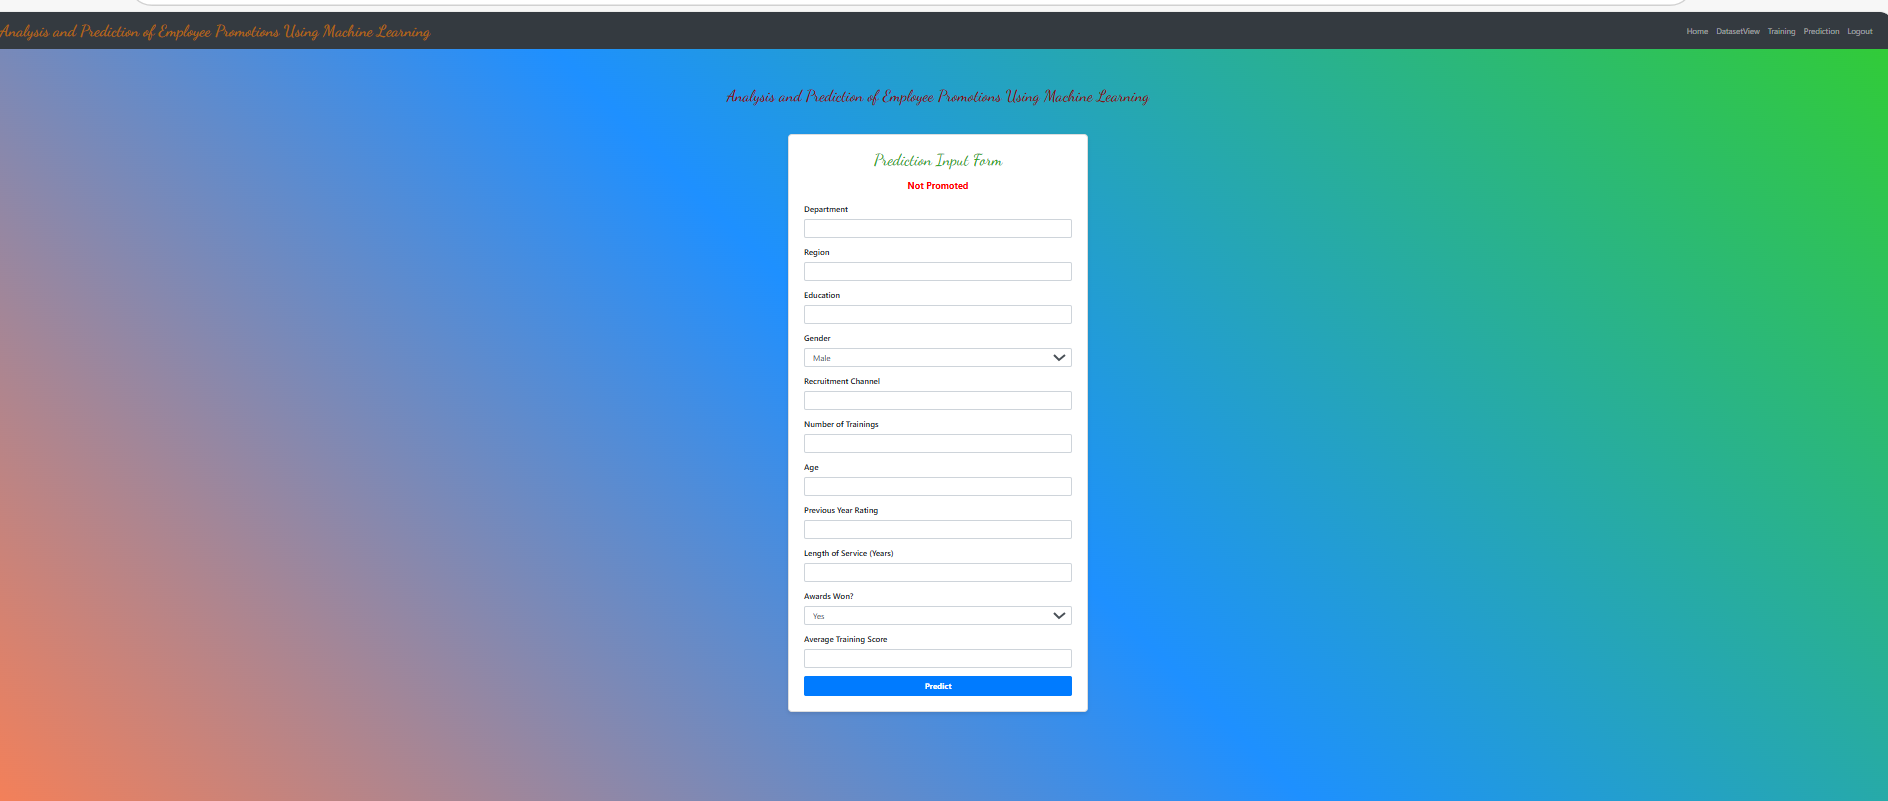 Analysis and Prediction of Employee Promotions Using Machine Learning
Home DatasetView Training Prediction Logout
Analysis and Prediction of Employee Promotions Using Machine Learning
Prediction Input Form
Not Promoted
Department
Region
Education
Gender
Male
Recruitment Channel
Number of Trainings
Age
Previous Year Rating
Length of Service (Years)
Awards Won?
Yes
Average Training Score
Predict